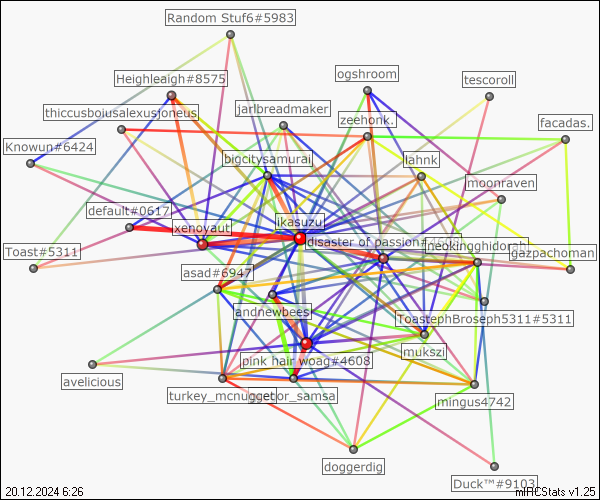 Random Stuf6#5983
Heighleaigh#8575
ogshroom
tescoroll
thiccusboiusalexusjoneus
jarlbreadmaker
zeehonk.
facadas.
Knowun#6424
bigcitysamurai
lahnk
moonraven
default#0617
xenoyaut
ikasuzu
disaster of passion#
neokingghidorah
Toast#5311
gazpachoman
asad#6947
andnewbees
ToastephBroseph5311#5311
pink hair woag#4608
mukszi
avelicious
turkey_mcnugget
_samsa
mingus4742
doggerdig
Duck™#9103
20.12.2024 6:26
mIRCStats v1.25